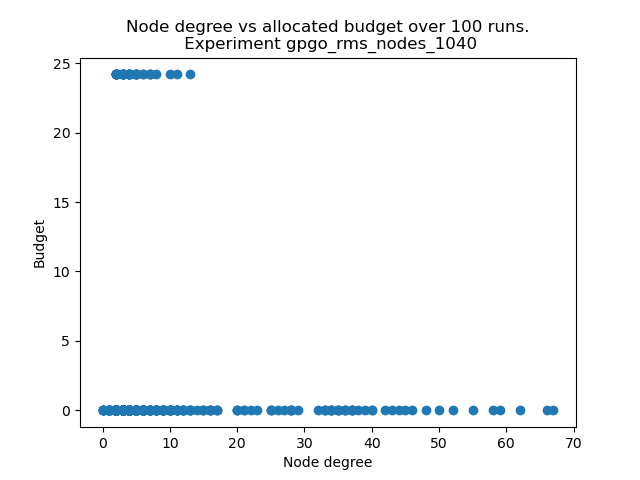 Node degree vs allocated budget over 100 runs.
Experiment gpgo_rms_nodes_1040
25
20
15
10
5
0
Budget
0 10 20 30 40 50 60 70
Node degree